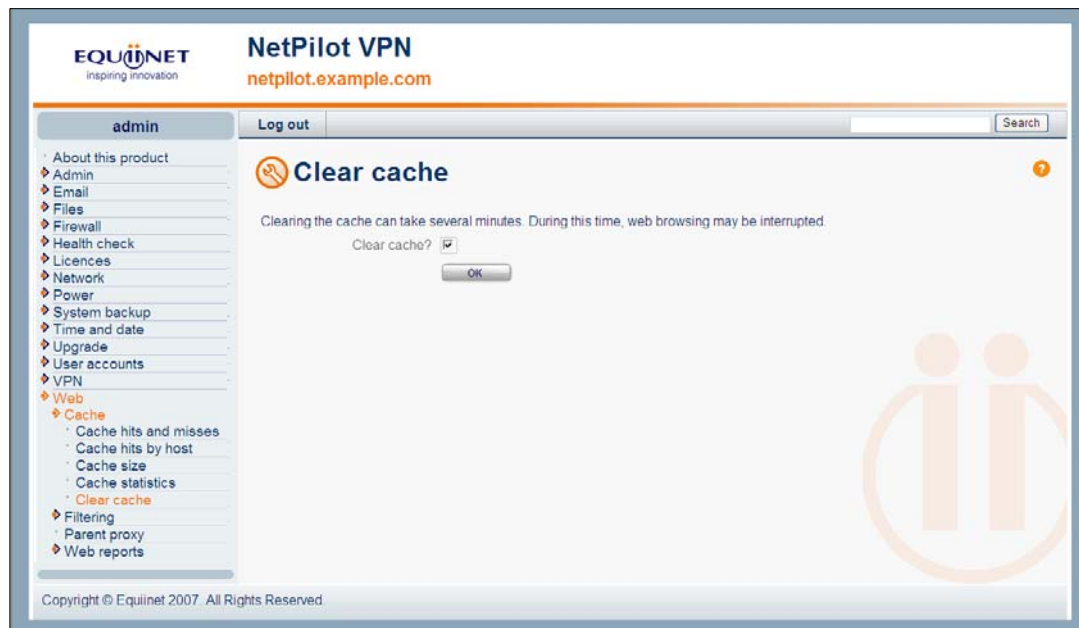 EQUiiNET
inspiring innovation
NetPilot VPN
netpilot.example.com
admin
Log out
Search
About this product
Admin
Email
Files
Firewall
Health check
Licences
Network
Power
System backup
Time and date
Upgrade
User accounts
VPN
Web
Cache
Cache hits and misses
Cache hits by host
Cache size
Cache statistics
Clear cache
Filtering
Parent proxy
Web reports
Clear cache
?
Clearing the cache can take several minutes. During this time, web browsing may be interrupted.
Clear cache?
OK
ii
Copyright © Equiinet 2007. All Rights Reserved.